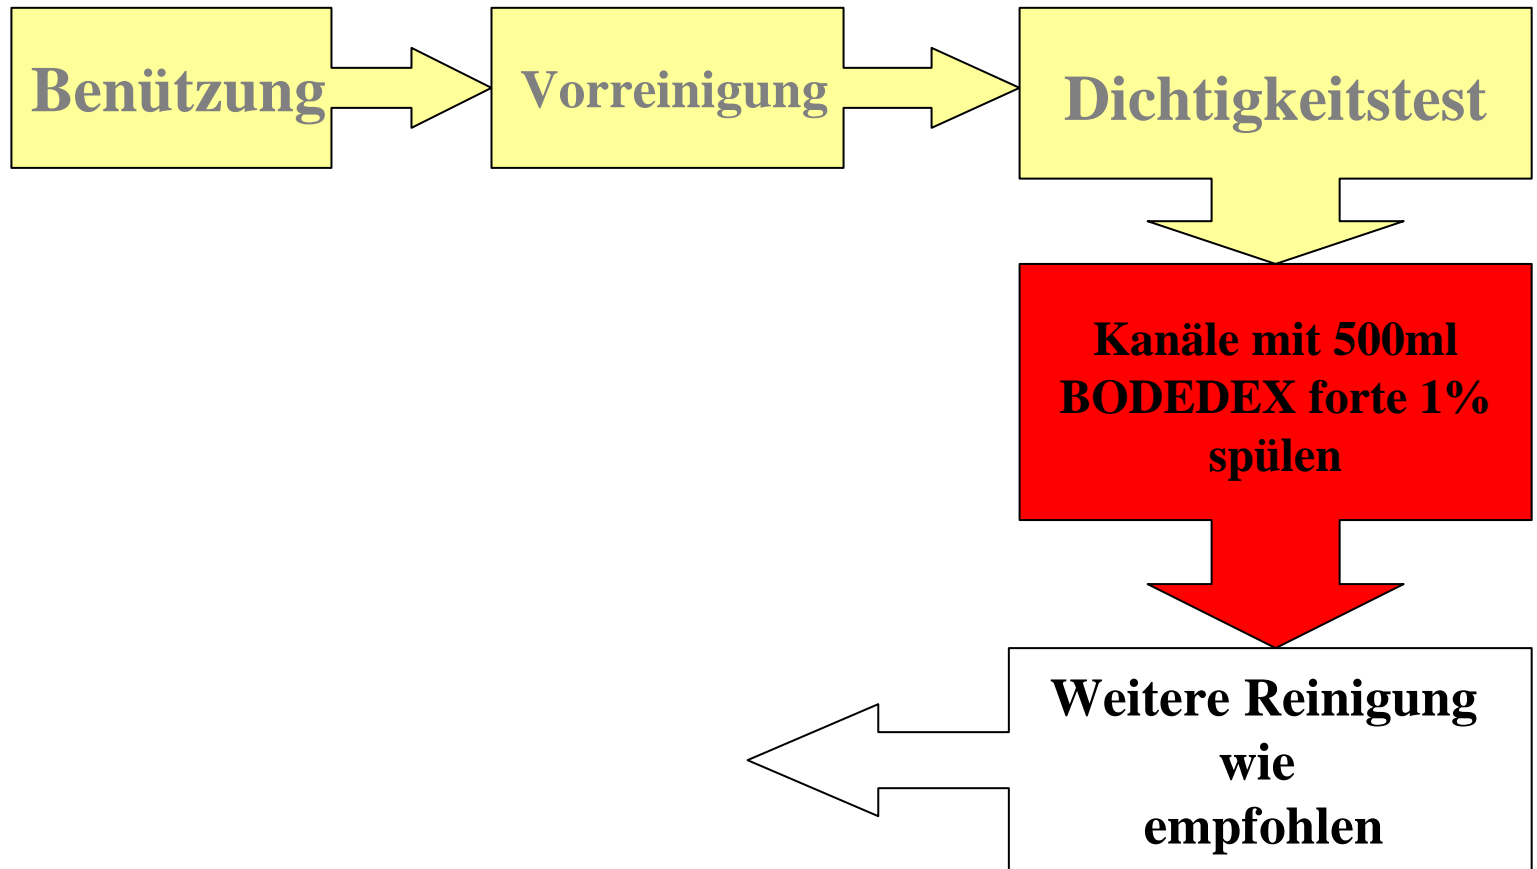 Benützung
Vorreinigung
Dichtigkeitstest
Kanäle mit 500ml
BODEDEX forte 1%
spülen
Weitere Reinigung
wie
empfohlen